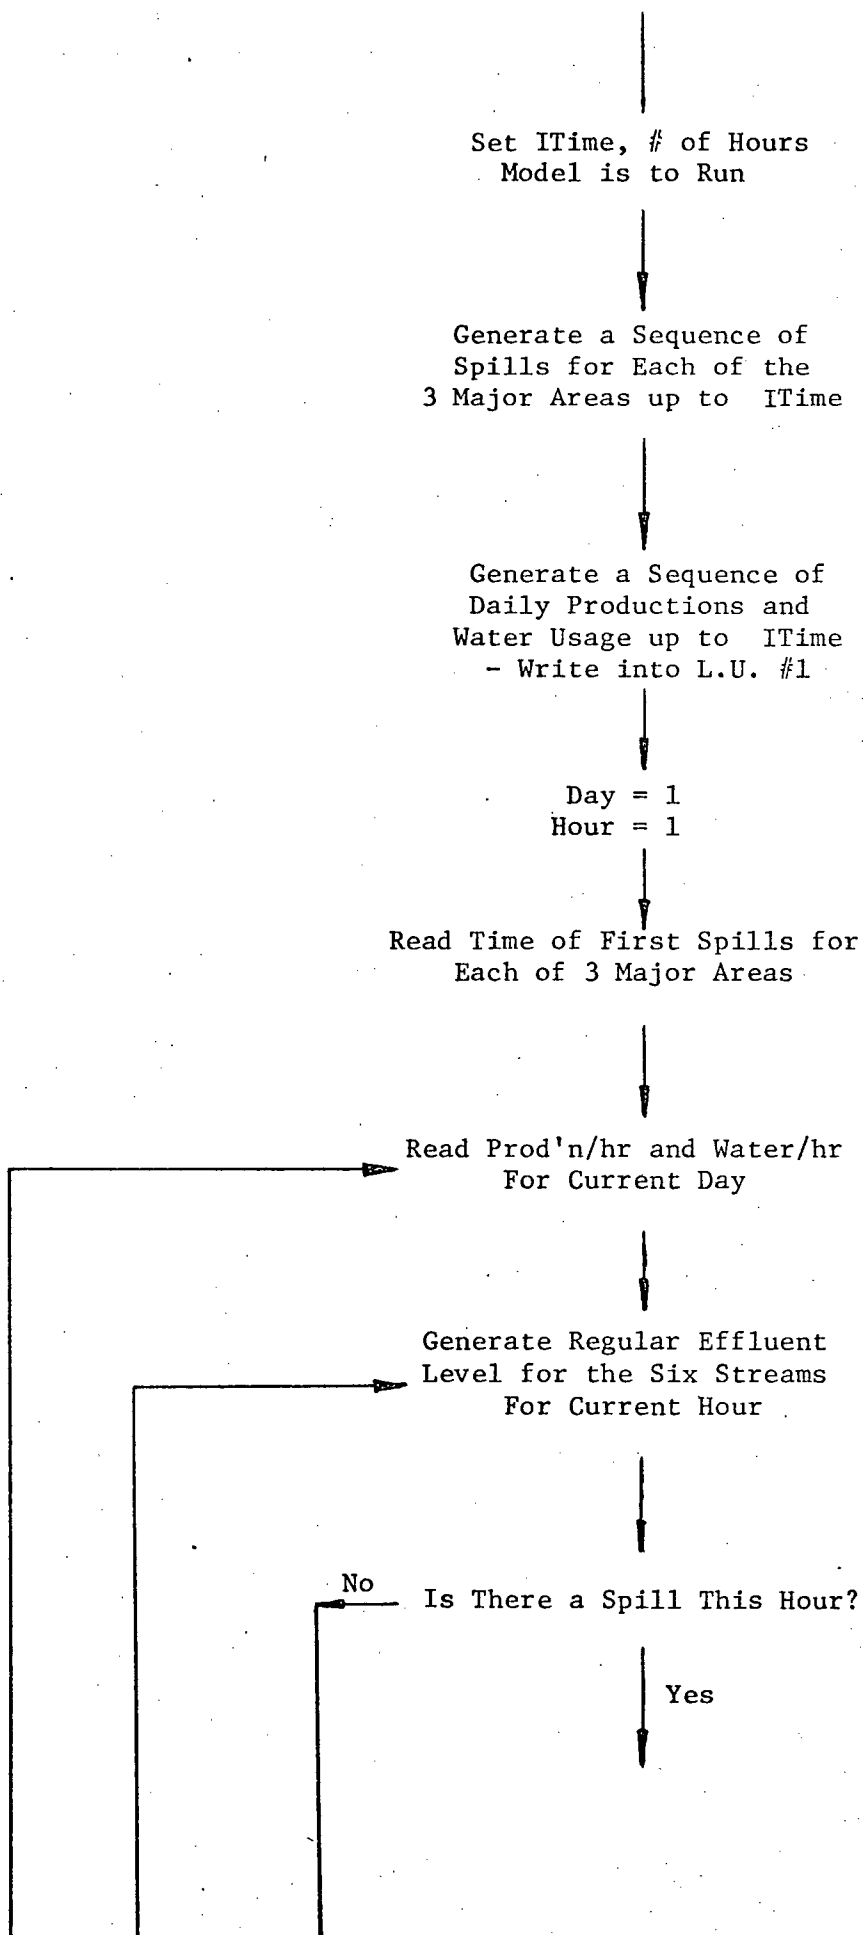 Set ITime, # of Hours
Model is to Run
Generate a Sequence of
Spills for Each of the
3 Major Areas up to ITime
Generate a Sequence of
Daily Productions and
Water Usage up to ITime
- Write into L.U. #1
Day = 1
Hour = 1
Read Time of First Spills for
Each of 3 Major Areas
Read Prod'n/hr and Water/hr
For Current Day
Generate Regular Effluent
Level for the Six Streams
For Current Hour
No
Is There a Spill This Hour?
Yes